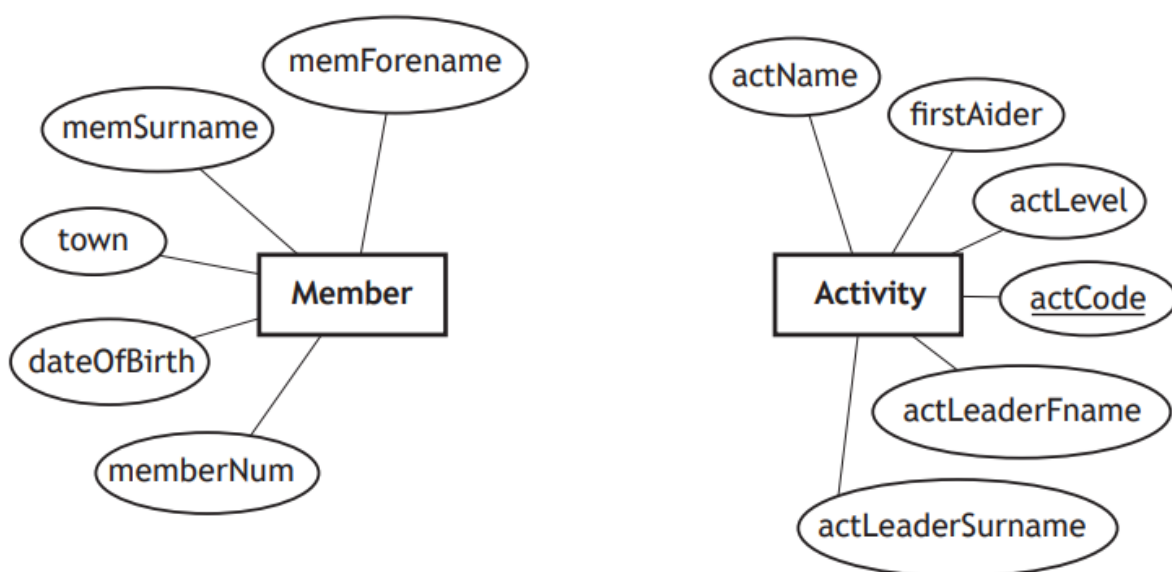 memForename
memSurname
town
Member
dateOfBirth
memberNum
actName
firstAider
actLevel
Activity
actCode
actLeaderFname
actLeaderSurname